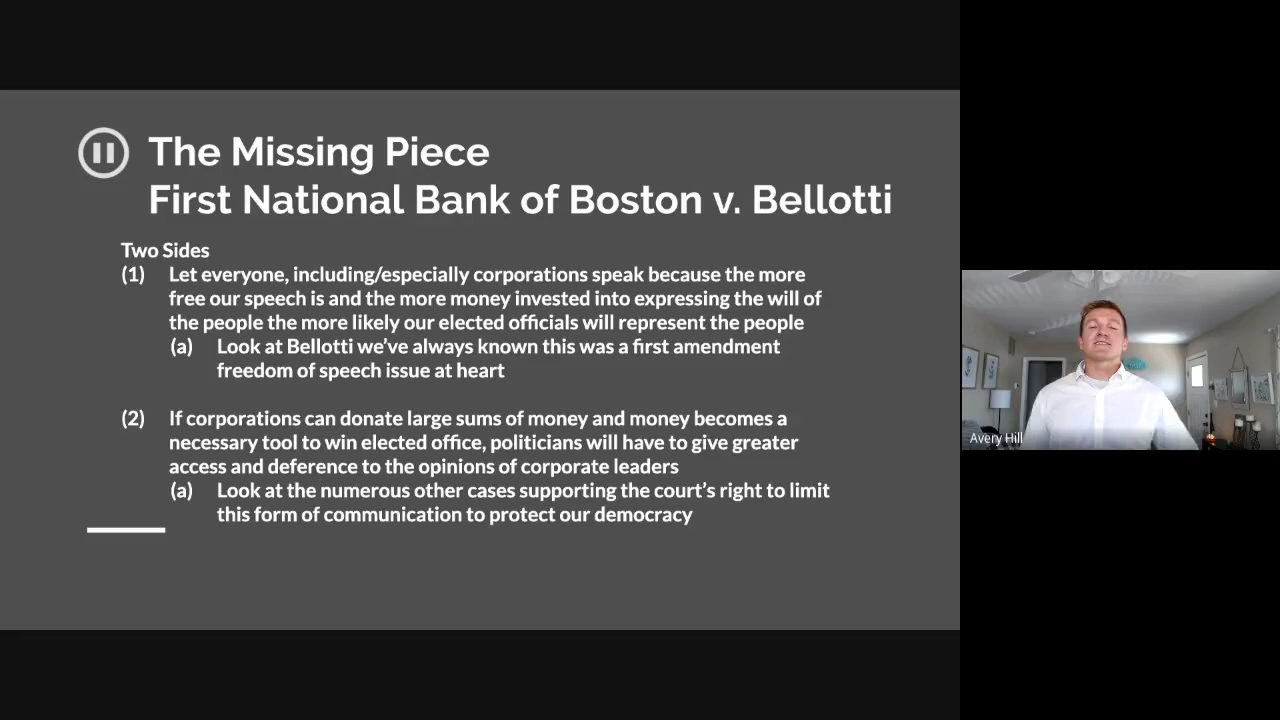 The Missing Piece
First National Bank of Boston v. Bellotti
Two Sides
(1) Let everyone, including/especially corporations speak because the more
free our speech is and the more money invested into expressing the will of
the people the more likely our elected officials will represent the people
(a) Look at Bellotti we’ve always known this was a first amendment
freedom of speech issue at heart
(2) If corporations can donate large sums of money and money becomes a
necessary tool to win elected office, politicians will have to give greater
access and deference to the opinions of corporate leaders
(a) Look at the numerous other cases supporting the court’s right to limit
this form of communication to protect our democracy
Avery Hill